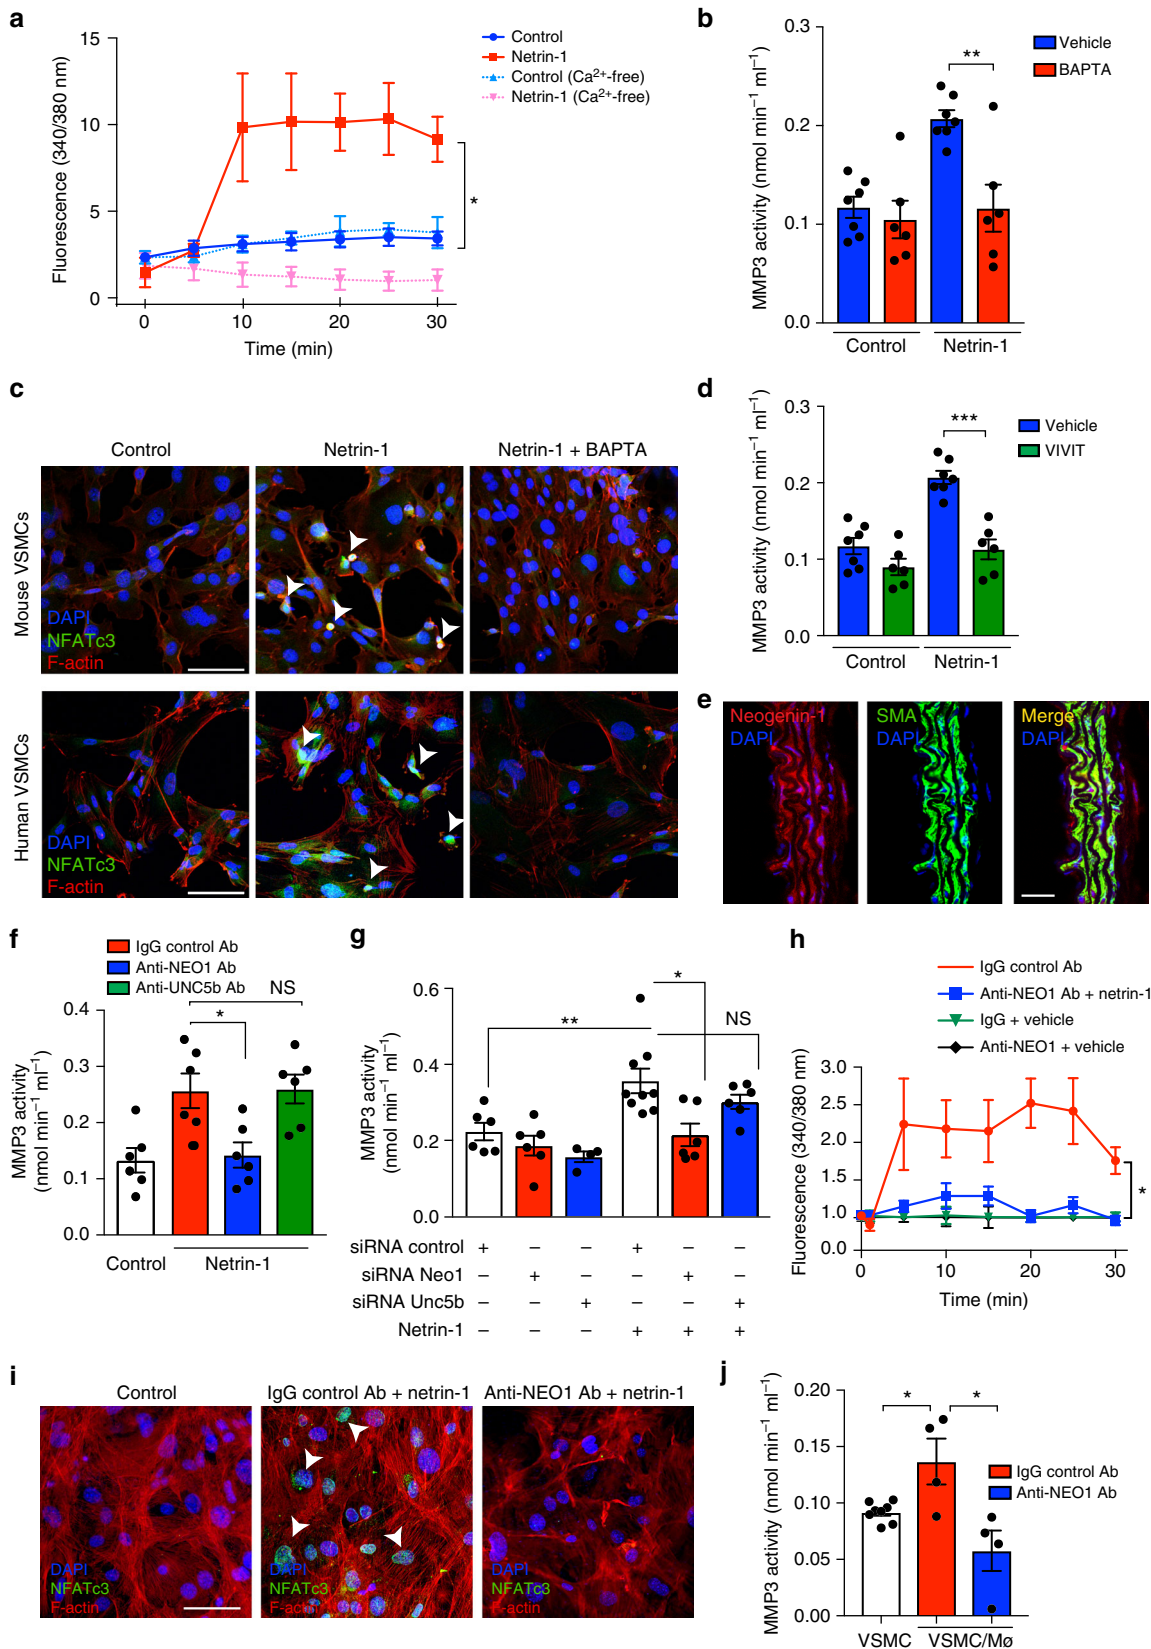 a
Fluorescence (340/380 nm)
15
10
5
0
0
10
20
30
Time (min)
Control
Netrin-1
Control (Ca²⁺-free)
Netrin-1 (Ca²⁺-free)
*
b
MMP3 activity (nmol min⁻¹ ml⁻¹)
0.3
0.2
0.1
0.0
**
Vehicle
BAPTA
Control
Netrin-1
c
Control
Netrin-1
Netrin-1 + BAPTA
Mouse VSMCs
DAPI
NFATc3
F-actin
Human VSMCs
DAPI
NFATc3
F-actin
d
MMP3 activity (nmol min⁻¹ ml⁻¹)
0.3
0.2
0.1
0.0
***
Vehicle
VIVIT
Control
Netrin-1
e
Neogenin-1
DAPI
SMA
DAPI
Merge
DAPI
f
IgG control Ab
Anti-NEO1 Ab
Anti-UNC5b Ab
MMP3 activity
(nmol min⁻¹ ml⁻¹)
0.4
0.3
0.2
0.1
0.0
*
NS
Control
Netrin-1
g
MMP3 activity
(nmol min⁻¹ ml⁻¹)
0.6
0.4
0.2
0.0
**
*
NS
siRNA control + − − + − −
siRNA Neo1 − + − − + −
siRNA Unc5b − − + − − +
Netrin-1 − − − + + +
h
IgG control Ab
Anti-NEO1 Ab + netrin-1
IgG + vehicle
Anti-NEO1 + vehicle
Fluorescence (340/380 nm)
3.0
2.5
2.0
1.0
0.0
0
10
20
30
Time (min)
*
i
Control
IgG control Ab + netrin-1
Anti-NEO1 Ab + netrin-1
DAPI
NFATc3
F-actin
DAPI
NFATc3
F-actin
DAPI
NFATc3
F-actin
j
MMP3 activity (nmol min⁻¹ ml⁻¹)
0.20
0.15
0.10
0.05
0.00
*
*
IgG control Ab
Anti-NEO1 Ab
VSMC
VSMC/Mø